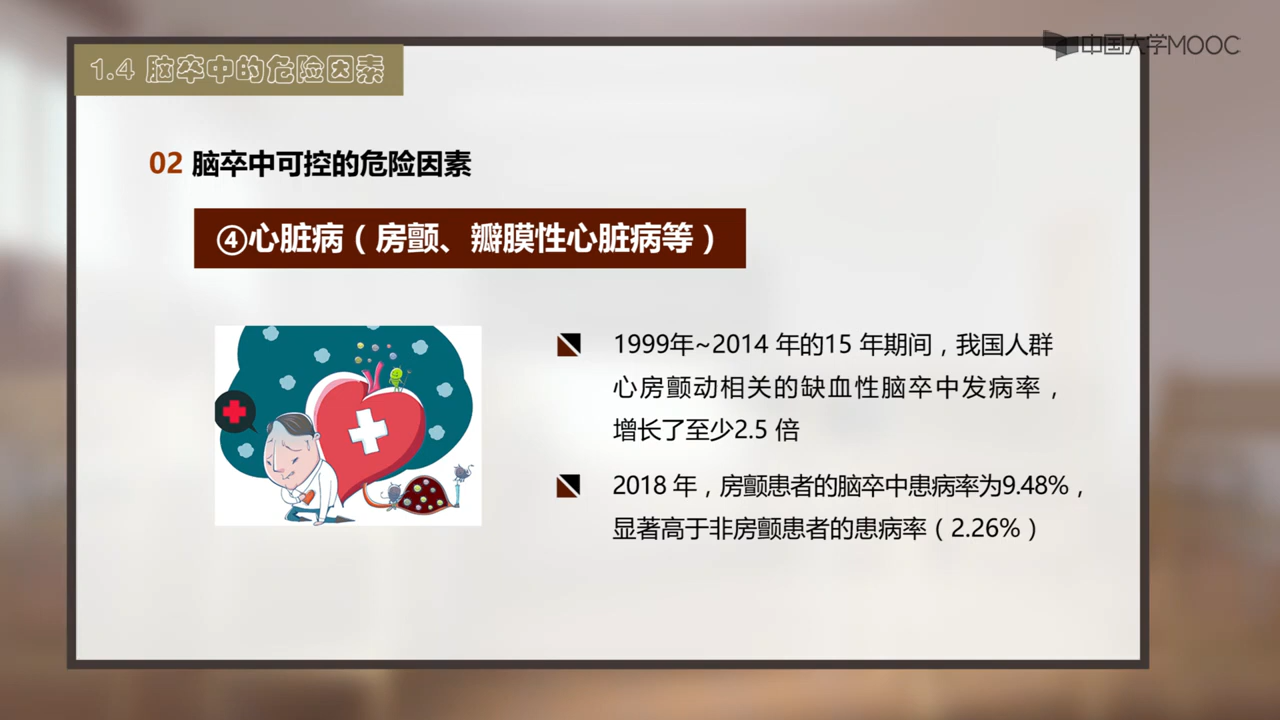 中国大学MOOC
1.4 脑卒中的危险因素
02 脑卒中可控的危险因素
④心脏病（房颤、瓣膜性心脏病等）
1999年~2014 年的15 年期间，我国人群
心房颤动相关的缺血性脑卒中发病率，
增长了至少2.5 倍
2018 年，房颤患者的脑卒中患病率为9.48%，
显著高于非房颤患者的患病率（2.26%）